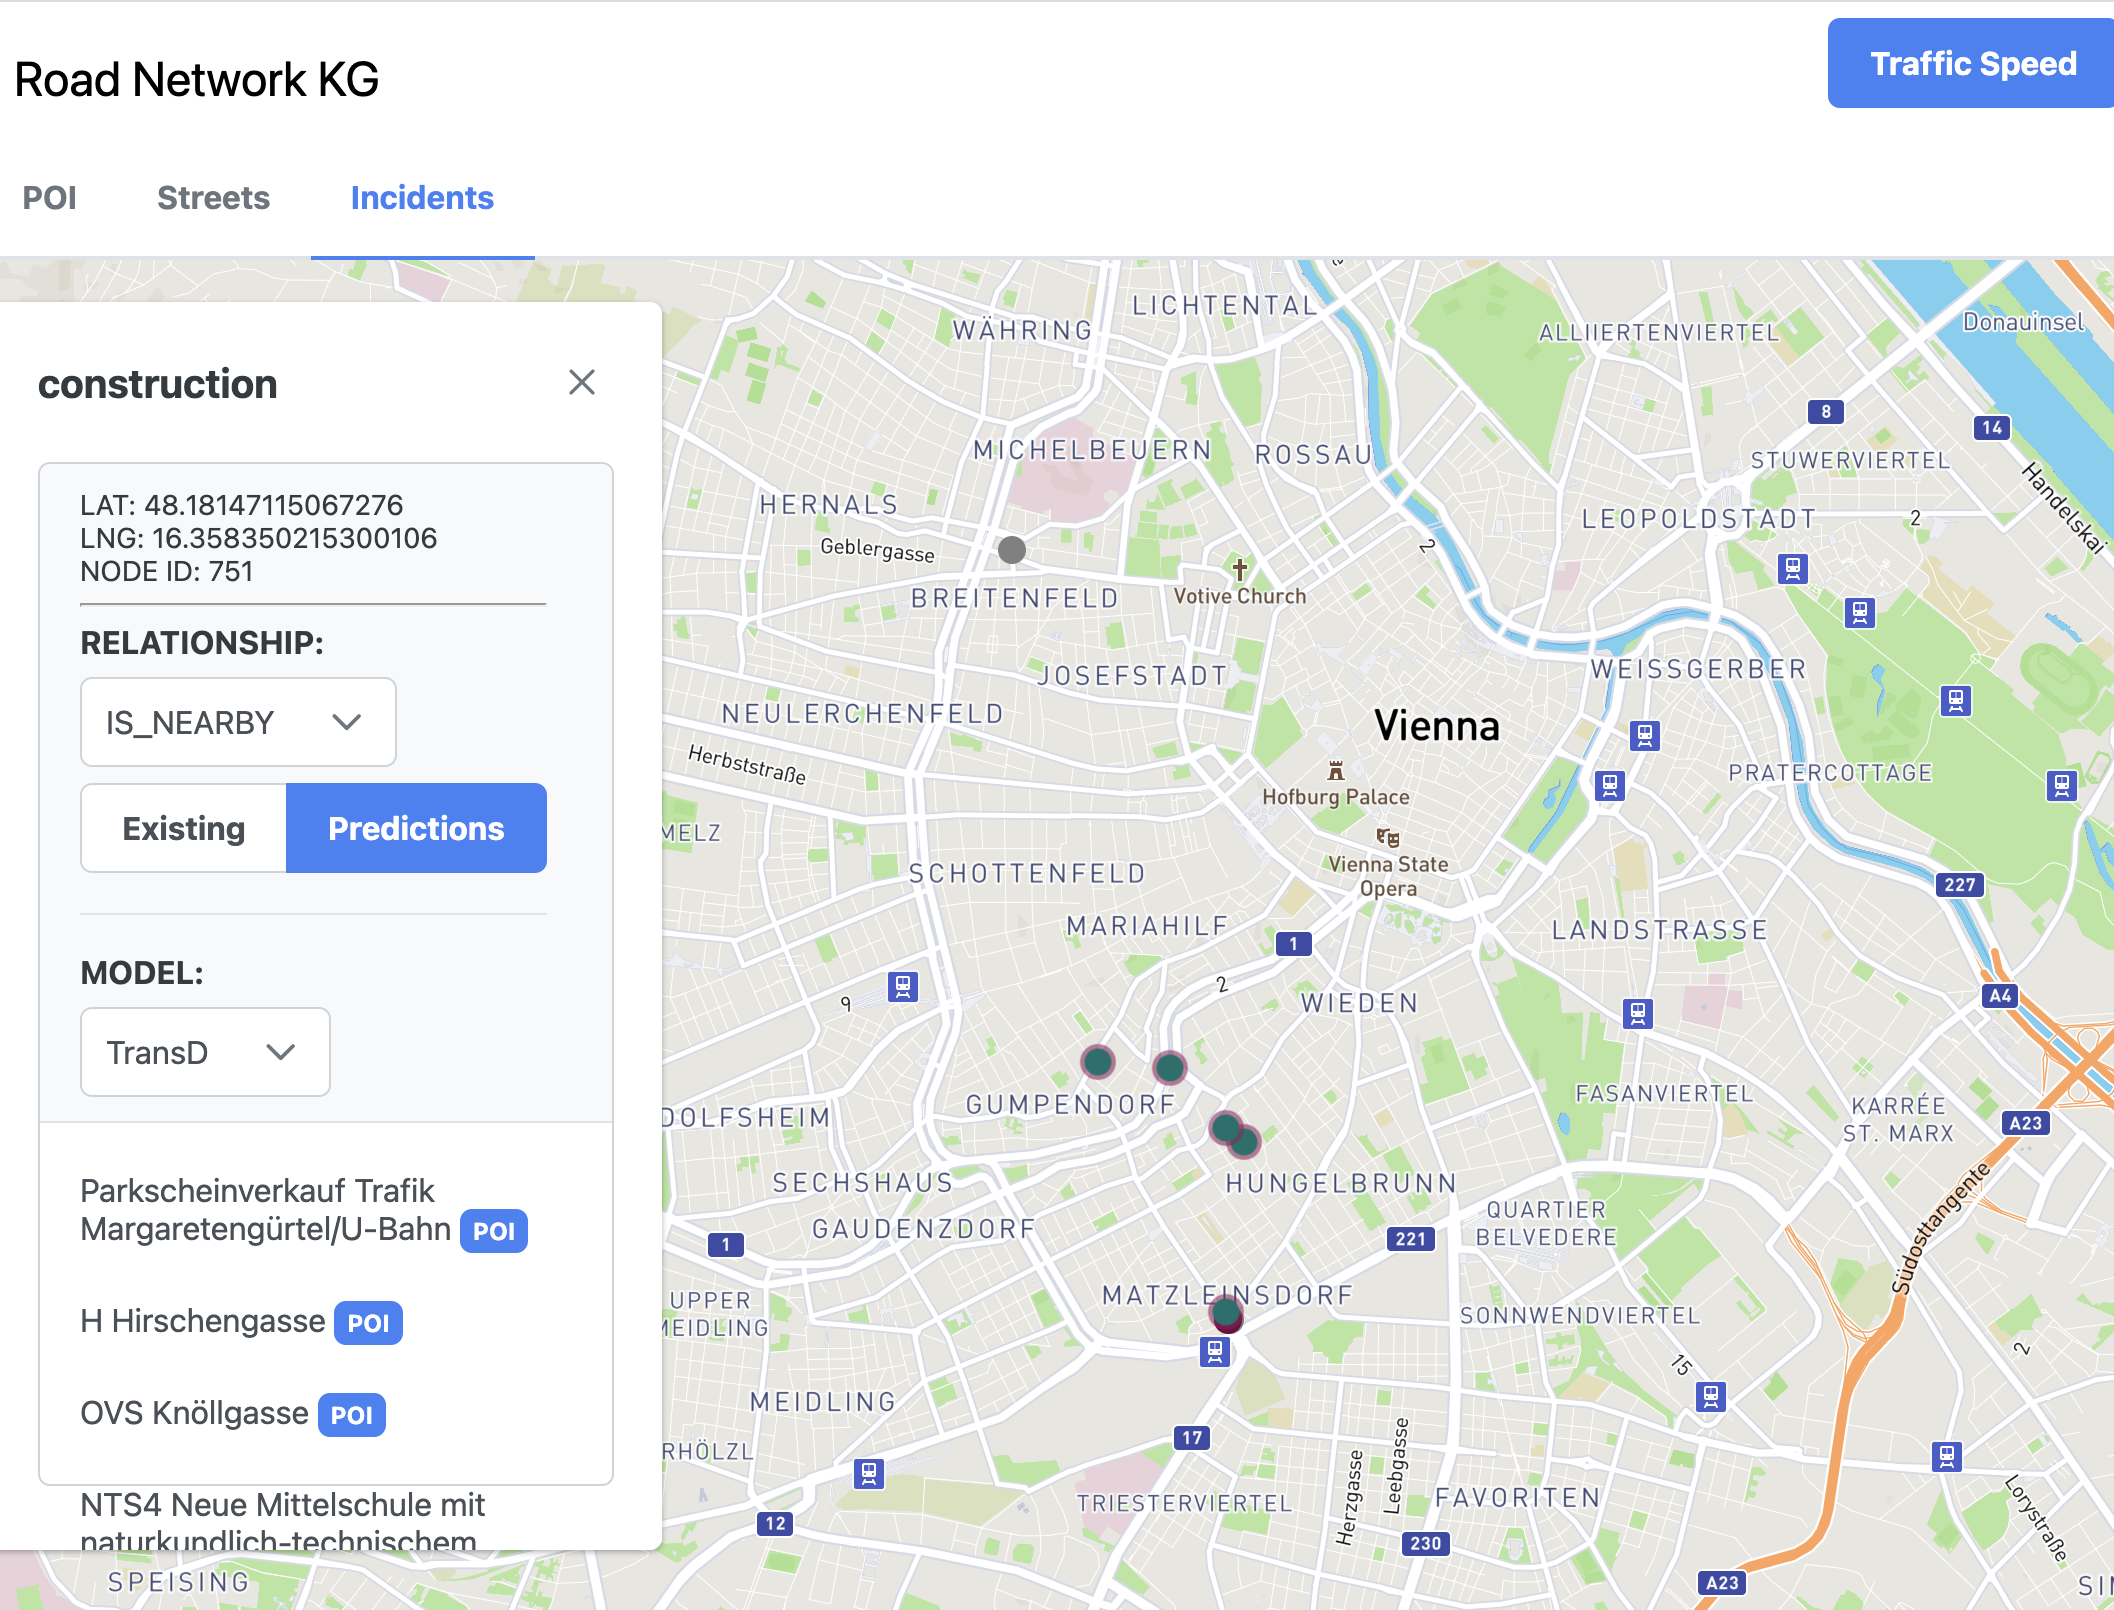 Road Network KG
Traffic Speed
POI
Streets
Incidents
construction
LAT: 48.18147115067276
LNG: 16.358350215300106
NODE ID: 751
RELATIONSHIP:
IS_NEARBY
Existing
Predictions
MODEL:
TransD
Parkscheinverkauf Trafik
Margaretengürtel/U-Bahn POI
H Hirschengasse POI
OVS Knöllgasse POI
NTS4 Neue Mittelschule mit
naturkundlich-technischem
LICHTENTAL
WÄHRING
ALLIIERTENVIERTEL
Donauinsel
8
14
MICHELBEUERN
ROSSAU
STUWERVIERTEL
Handelskai
HERNALS
LEOPOLDSTADT
2
2
Geblergasse
Votive Church
BREITENFELD
JOSEFSTADT
WEISSGERBER
NEULERCHENFELD
Vienna
Herbststraße
Hofburg Palace
PRATERCOTTAGE
MELZ
Vienna State
Opera
SCHOTTENFELD
227
MARIAHILF
1
LANDSTRASSE
9
2
WIEDEN
A4
FASANVIERTEL
GUMPENDORF
KARRÉE
ST. MARX
A23
DOLFSHEIM
SECHSHAUS
HUNGELBRUNN
Südosttangente
QUARTIER
BELVEDERE
GAUDENZDORF
1
221
UPPER
MEIDLING
MATZLEINSDORF
SONNWENDVIERTEL
15
2
MEIDLING
17
RHÖLZL
Herzgasse
Leebgasse
TRIESTERVIERTEL
FAVORITEN
Lorystraße
12
230
SPEISING
A23
SI